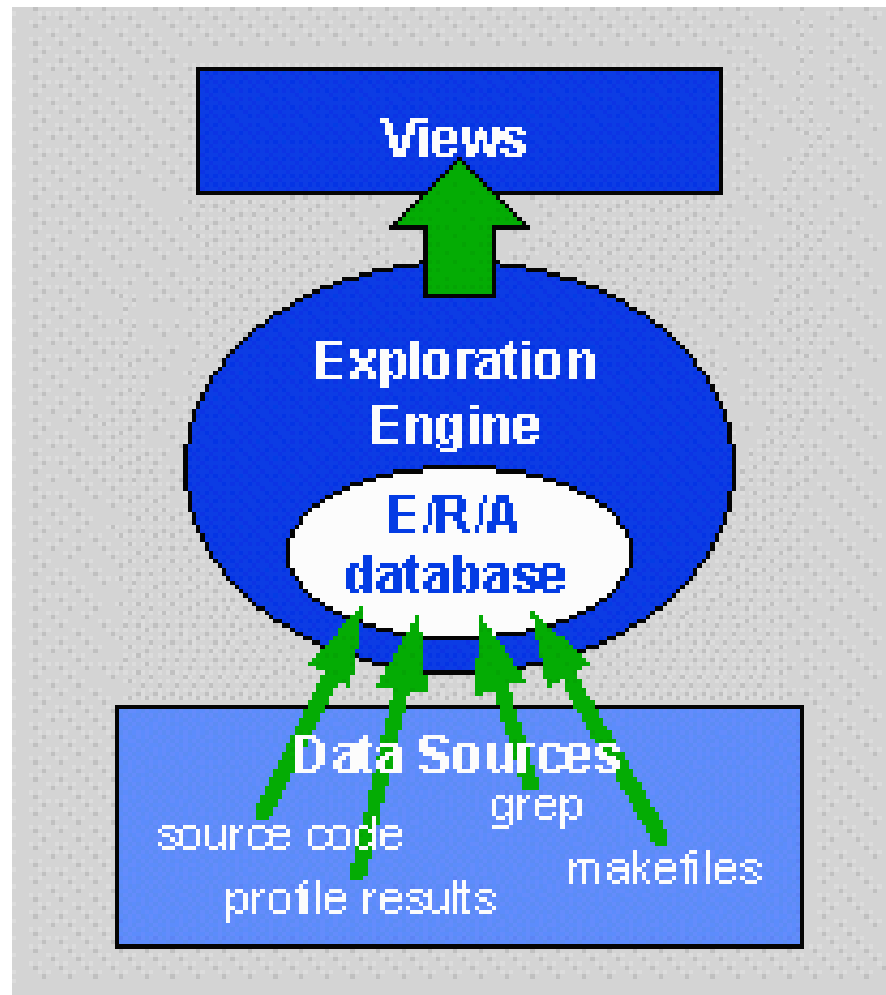 Views
Exploration
Engine
E/R/A
database
Data Sources
grep
source code
makefiles
profile results